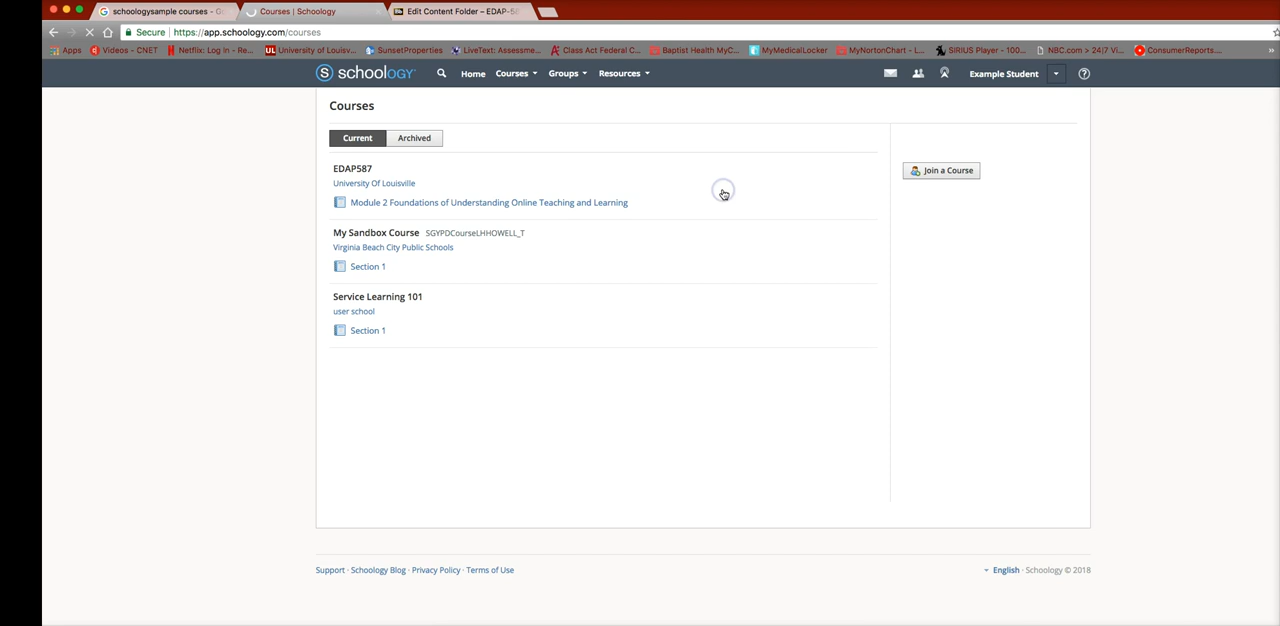 schoologysample courses - Go
Courses | Schoology
Edit Content Folder – EDAP-58
Secure https://app.schoology.com/courses
Apps Videos - CNET Netflix: Log in - Re... University of Louisv... SunsetProperties LiveText: Assessme... Class Act Federal C... Baptist Health MyC... MyMedicalLocker MyNortonChart - L... SIRIUS Player - 100... NBC.com > 24|7 Vi... ConsumerReports.... »
S schoology Home Courses Groups Resources Example Student
Courses
Current Archived
EDAP587
University Of Louisville
Join a Course
Module 2 Foundations of Understanding Online Teaching and Learning
My Sandbox Course SGYPDCourseLHHOWELL_T
Virginia Beach City Public Schools
Section 1
Service Learning 101
user school
Section 1
Support · Schoology Blog · Privacy Policy · Terms of Use English · Schoology © 2018